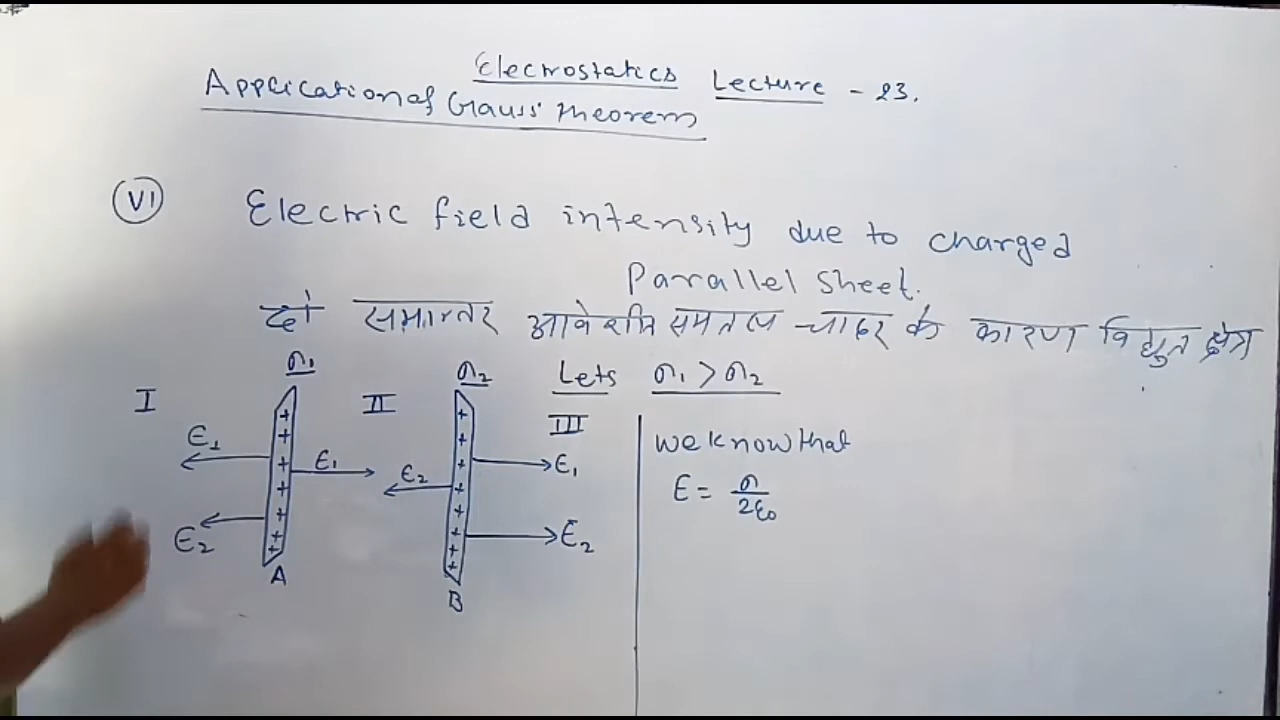 Electrostatics Lecture - 23.
Application of Gauss' Theorem
VI Electric field intensity due to charged
Parallel Sheet.
दो समान्तर आवेशित समतल चादर के कारण विद्युत क्षेत्र
σ₁ σ₂ Lets σ₁ > σ₂
I II III
we know that
E₁ E₁ E₂ E₁
E = σ/2ε₀
E₂ E₂
A
B